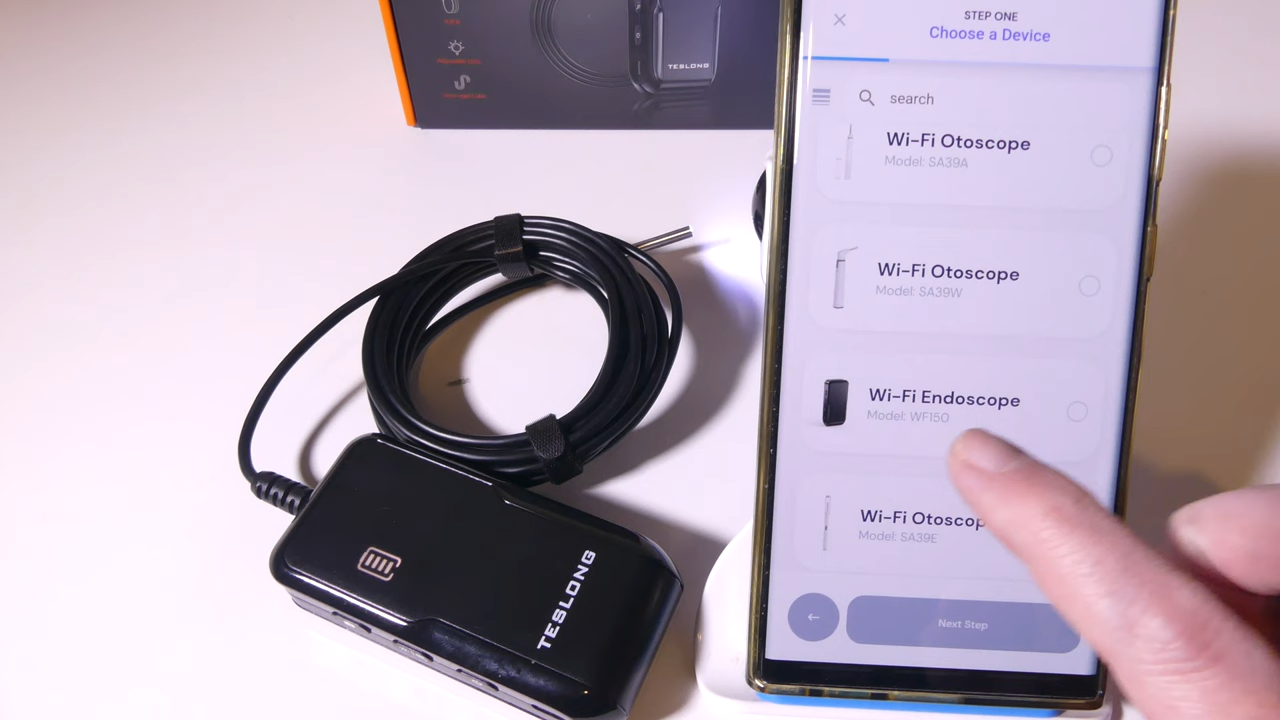 TESLONG
STEP ONE
Choose a Device
search
Wi-Fi Otoscope
Model: SA39A
Wi-Fi Otoscope
Model: SA39W
Wi-Fi Endoscope
Model: WF150
Wi-Fi Otoscop
Model: SA39E
Next Step
TESLONG